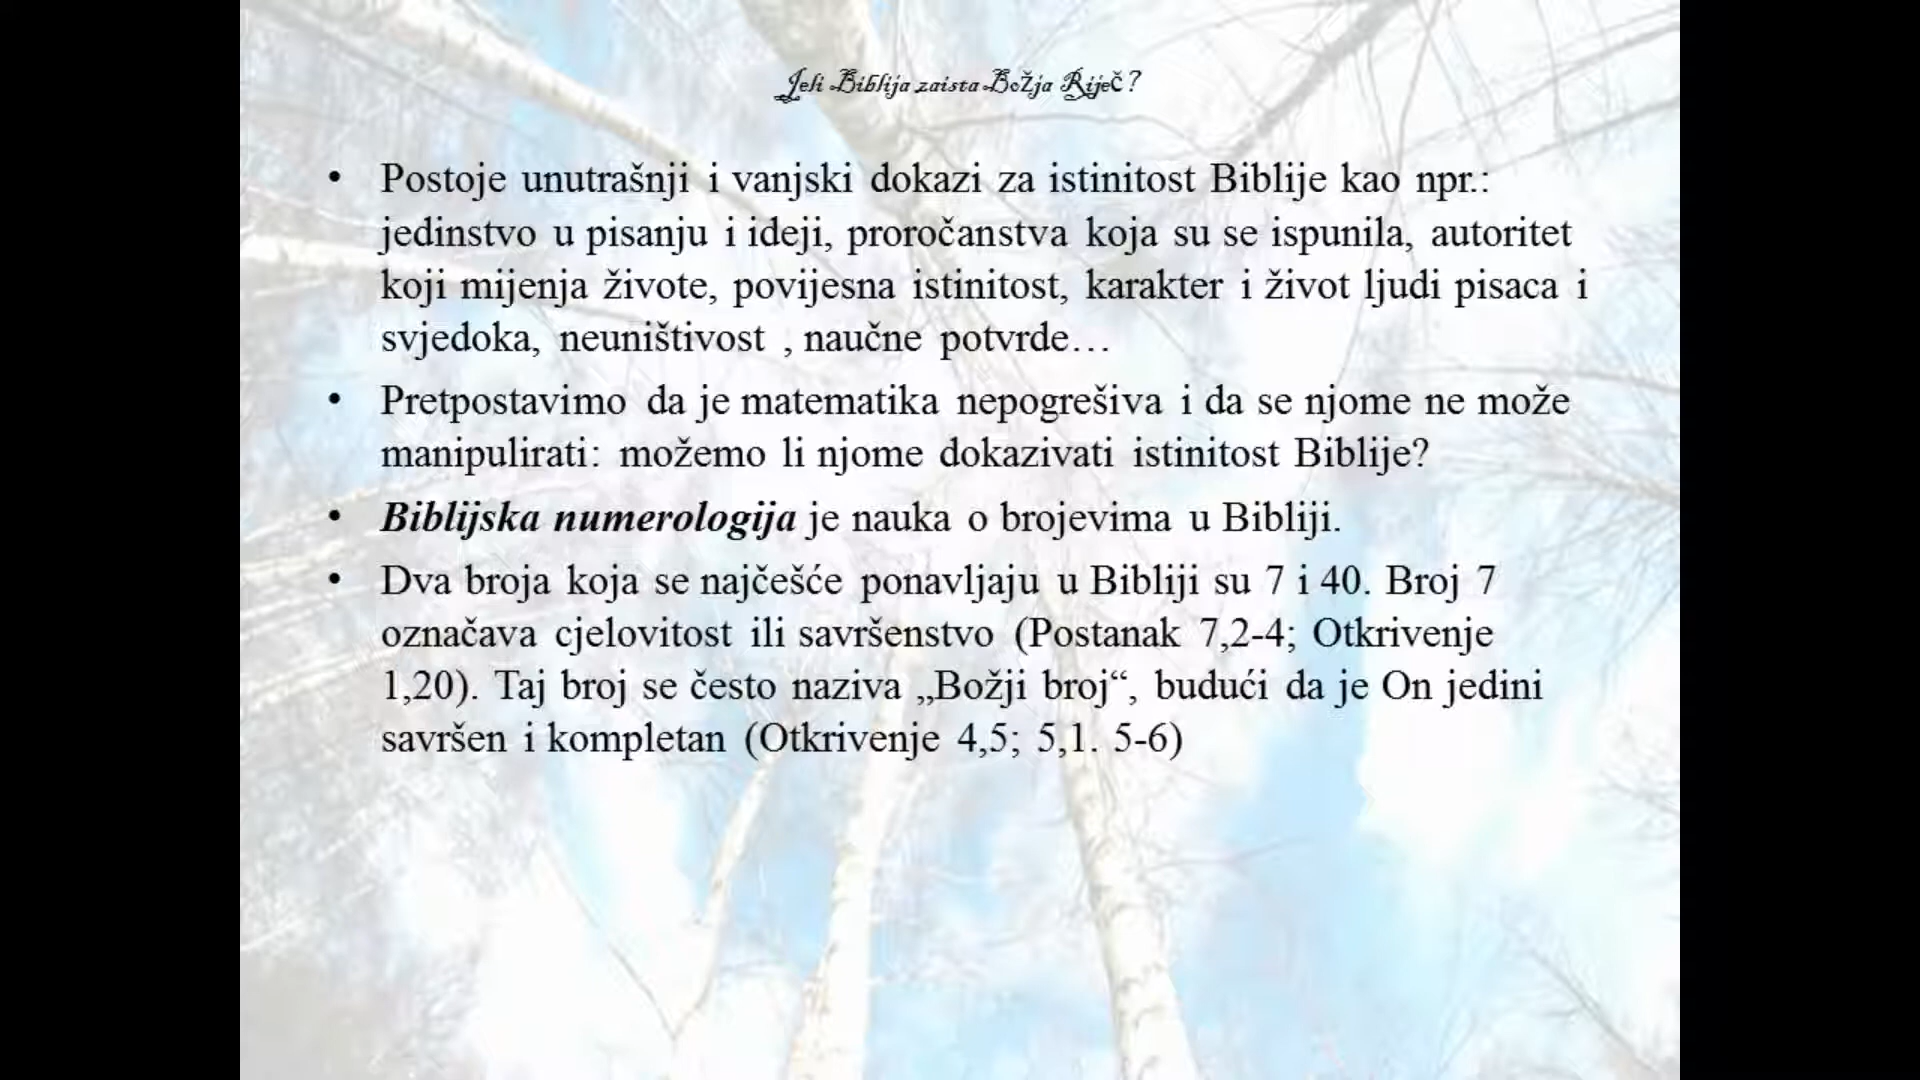 Jeli Biblija zaista Božja Riječ?
• Postoje unutrašnji i vanjski dokazi za istinitost Biblije kao npr.:
jedinstvo u pisanju i ideji, proročanstva koja su se ispunila, autoritet
koji mijenja živote, povijesna istinitost, karakter i život ljudi pisaca i
svjedoka, neuništivost , naučne potvrde…
• Pretpostavimo da je matematika nepogrešiva i da se njome ne može
manipulirati: možemo li njome dokazivati istinitost Biblije?
• Biblijska numerologija je nauka o brojevima u Bibliji.
• Dva broja koja se najčešće ponavljaju u Bibliji su 7 i 40. Broj 7
označava cjelovitost ili savršenstvo (Postanak 7,2-4; Otkrivenje
1,20). Taj broj se često naziva „Božji broj“, budući da je On jedini
savršen i kompletan (Otkrivenje 4,5; 5,1. 5-6)